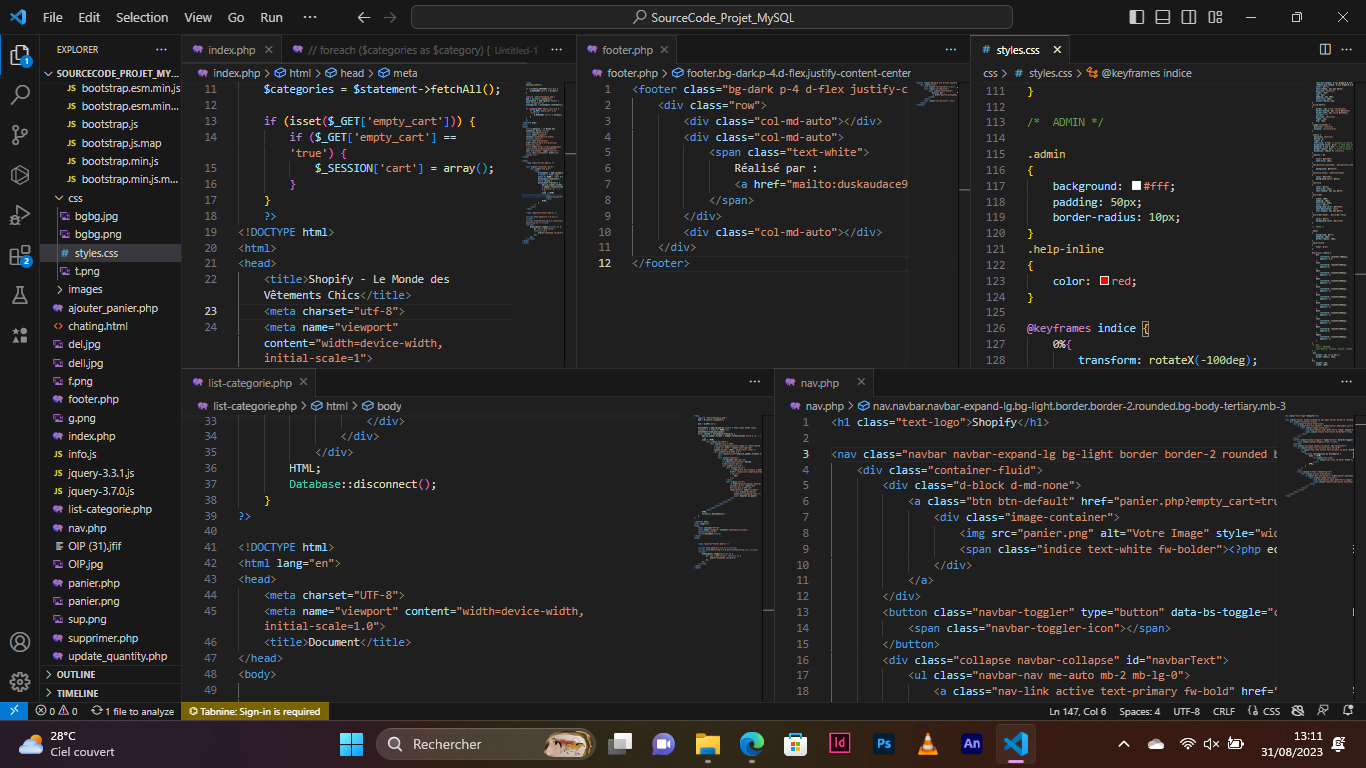 File Edit Selection View Go Run ··· SourceCode_Projet_MySQL
EXPLORER
SOURCECODE_PROJET_MY...
bootstrap.esm.min.js
bootstrap.esm.min...
bootstrap.js
bootstrap.js.map
bootstrap.min.js
bootstrap.min.js.m...
css
bgbg.jpg
bgbg.png
styles.css
t.png
images
ajouter_panier.php
chating.html
del.jpg
dell.jpg
f.png
footer.php
g.png
index.php
info.js
jquery-3.3.1.js
jquery-3.7.0.js
list-categorie.php
nav.php
OIP (31).jfif
OIP.jpg
panier.php
panier.png
sup.png
supprimer.php
update_quantity.php
OUTLINE
TIMELINE
index.php // foreach ($categories as $category) { Untitled-1
index.php > html > head > meta
11 $categories = $statement->fetchAll();
12
13 if (isset($_GET['empty_cart'])) {
14 if ($_GET['empty_cart'] ==
'true') {
15 $_SESSION['cart'] = array();
16 }
17 }
18 ?>
19 <!DOCTYPE html>
20 <html>
21 <head>
22 <title>Shopify - Le Monde des
Vêtements Chics</title>
23 <meta charset="utf-8">
24 <meta name="viewport"
content="width=device-width,
initial-scale=1">
footer.php
footer.php > footer.bg-dark.p-4.d-flex.justify-content-center
1 <footer class="bg-dark p-4 d-flex justify-c
2 <div class="row">
3 <div class="col-md-auto"></div>
4 <div class="col-md-auto">
5 <span class="text-white">
6 Réalisé par :
7 <a href="mailto:duskaudace9
8 </span>
9 </div>
10 <div class="col-md-auto"></div>
11 </div>
12 </footer>
styles.css
css > # styles.css > @keyframes indice
111 }
112
113 /*  ADMIN */
114
115 .admin
116 {
117 background: #fff;
118 padding: 50px;
119 border-radius: 10px;
120 }
121 .help-inline
122 {
123 color: red;
124 }
125
126 @keyframes indice {
127 0%{
128 transform: rotateX(-100deg);
list-categorie.php
list-categorie.php > html > body
33 </div>
34 </div>
35 </div>
36 HTML;
37 Database::disconnect();
38 }
39 ?>
40
41 <!DOCTYPE html>
42 <html lang="en">
43 <head>
44 <meta charset="UTF-8">
45 <meta name="viewport" content="width=device-width,
initial-scale=1.0">
46 <title>Document</title>
47 </head>
48 <body>
49
nav.php
nav.php > nav.navbar.navbar-expand-lg.bg-light.border.border-2.rounded.bg-body-tertiary.mb-3
1 <h1 class="text-logo">Shopify</h1>
2
3 <nav class="navbar navbar-expand-lg bg-light border border-2 rounded b
4 <div class="container-fluid">
5 <div class="d-block d-md-none">
6 <a class="btn btn-default" href="panier.php?empty_cart=tru
7 <div class="image-container">
8 <img src="panier.png" alt="Votre Image" style="wid
9 <span class="indice text-white fw-bolder"><?php ec
10 </div>
11 </a>
12 </div>
13 <button class="navbar-toggler" type="button" data-bs-toggle="c
14 <span class="navbar-toggler-icon"></span>
15 </button>
16 <div class="collapse navbar-collapse" id="navbarText">
17 <ul class="navbar-nav me-auto mb-2 mb-lg-0">
18 <a class="nav-link active text-primary fw-bold" href="
0 0 1 file to analyze Tabnine: Sign-in is required Ln 147, Col 6 Spaces: 4 UTF-8 CRLF CSS
28°C
Ciel couvert
Rechercher
Id Ps An
13:11
31/08/2023